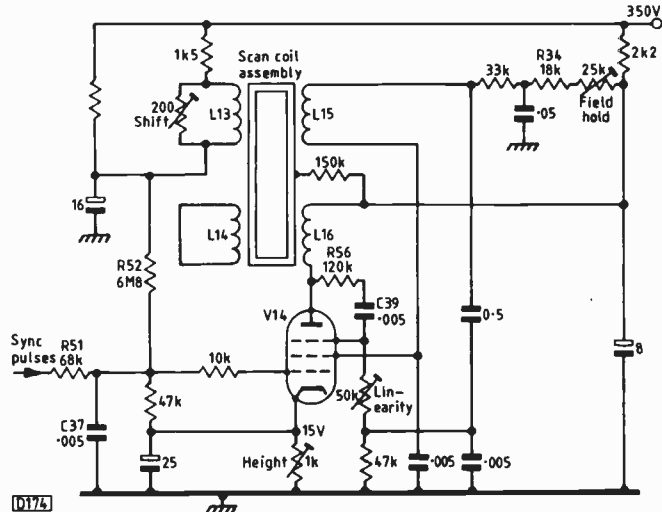 350V
1k5
Scan coil
assembly
2k2
33k
R34
18k
25k
Field
hold
200
Shift
L13
L15
·05
150k
16
L14
L16
R52
6M8
R56
120k
C39
·005
V14
0·5
8
Sync
pulses
R51
68k
10k
50k
Lin-
earity
47k
15V
C37
·005
25
Height
1k
47k
·005
·005
D174